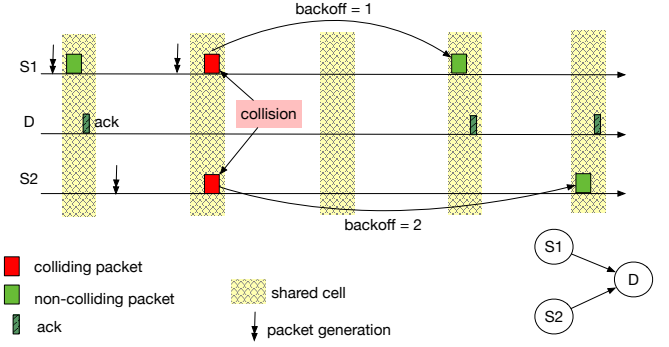 backoff = 1
S1
D
ack
collision
S2
backoff = 2
colliding packet
non-colliding packet
ack
shared cell
packet generation
S1
D
S2